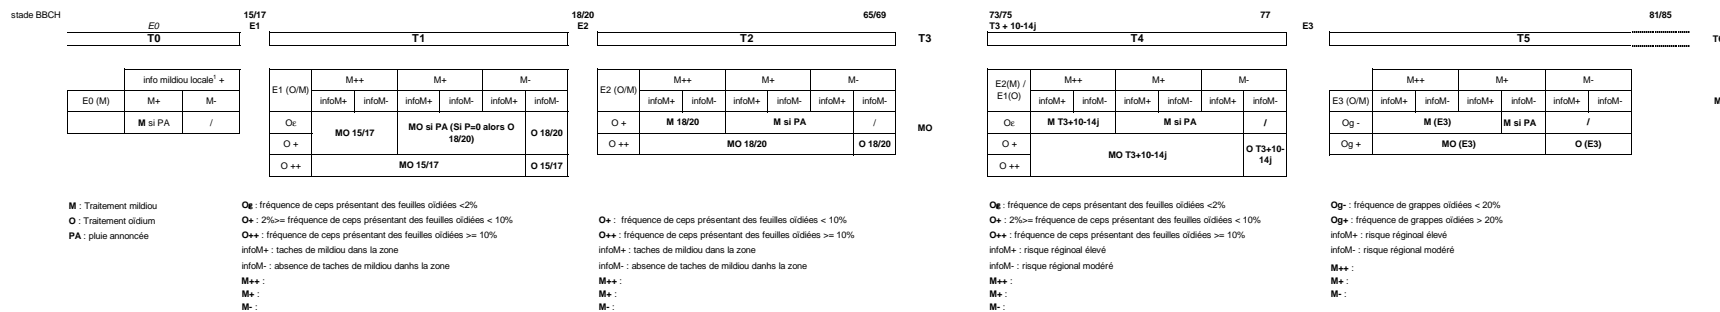 stade BBCH 15/17 18/20 65/69 73/75 77 81/85
E0 E1 E2 T3 + 10-14j E3
T0 T1 T2 T3 T4 T5
info mildiou locale¹ +
E0 (M) M+ M-
M si PA /
E1 (O/M) M++ M+ M-
infoM+ infoM- infoM+ infoM- infoM+ infoM-
Oε MO 15/17 MO si PA (Si P=0 alors O 18/20) O 18/20
O +
O ++ MO 15/17 O 15/17
E2 (O/M) M++ M+ M-
infoM+ infoM- infoM+ infoM- infoM+ infoM-
O + M 18/20 M si PA /
O ++ MO 18/20 O 18/20
MO
E2(M) / E1(O) M++ M+ M-
infoM+ infoM- infoM+ infoM- infoM+ infoM-
Oε M T3+10-14j M si PA /
O + MO T3+10-14j O T3+10-14j
O ++
E3 (O/M) M++ M+ M-
infoM+ infoM- infoM+ infoM- infoM+ infoM-
Og - M (E3) M si PA /
Og + MO (E3) O (E3)
M : Traitement mildiou
O : Traitement oïdium
PA : pluie annoncée
Oε : fréquence de ceps présentant des feuilles oïdiées <2%
O+ : 2%>= fréquence de ceps présentant des feuilles oïdiées < 10%
O++ : fréquence de ceps présentant des feuilles oïdiées >= 10%
infoM+ : taches de mildiou dans la zone
infoM- : absence de taches de mildiou danhs la zone
M++ :
M+ :
M- :
O+ : fréquence de ceps présentant des feuilles oïdiées < 10%
O++ : fréquence de ceps présentant des feuilles oïdiées >= 10%
infoM+ : taches de mildiou dans la zone
infoM- : absence de taches de mildiou danhs la zone
M++ :
M+ :
M- :
Oε : fréquence de ceps présentant des feuilles oïdiées <2%
O+ : 2%>= fréquence de ceps présentant des feuilles oïdiées < 10%
O++ : fréquence de ceps présentant des feuilles oïdiées >= 10%
infoM+ : risque réginoal élevé
infoM- : risque régional modéré
M++ :
M+ :
M- :
Og- : fréquence de grappes oïdiées < 20%
Og+ : fréquence de grappes oïdiées > 20%
infoM+ : risque réginoal élevé
infoM- : risque régional modéré
M++ :
M+ :
M- :